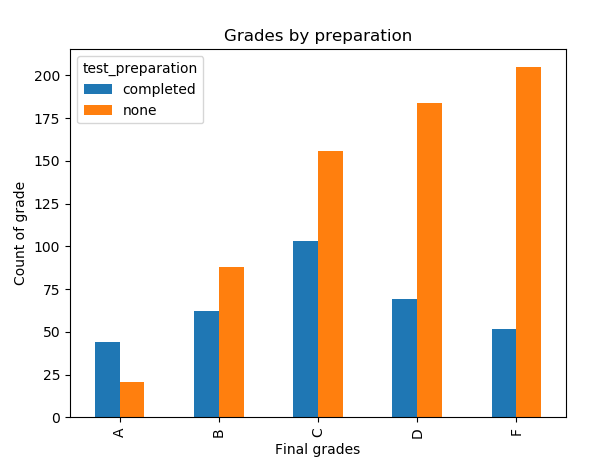 Grades by preparation
test_preparation
completed
none
200
175
150
125
100
75
50
25
0
Count of grade
A
B
C
D
F
Final grades